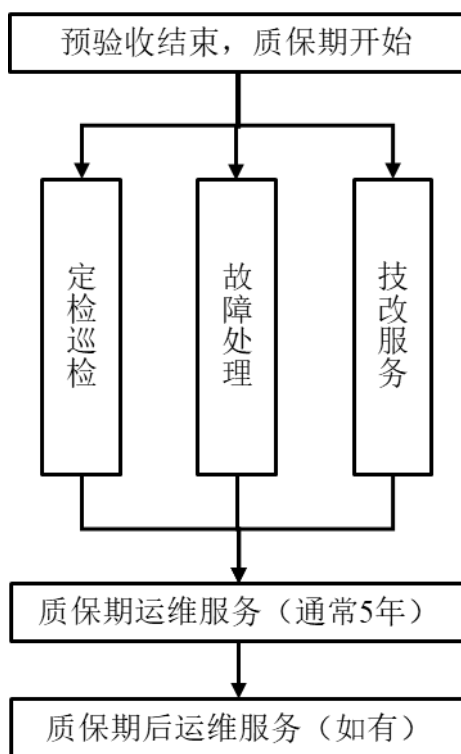 预验收结束，质保期开始
定检巡检
故障处理
技改服务
质保期运维服务（通常5年）
质保期后运维服务（如有）